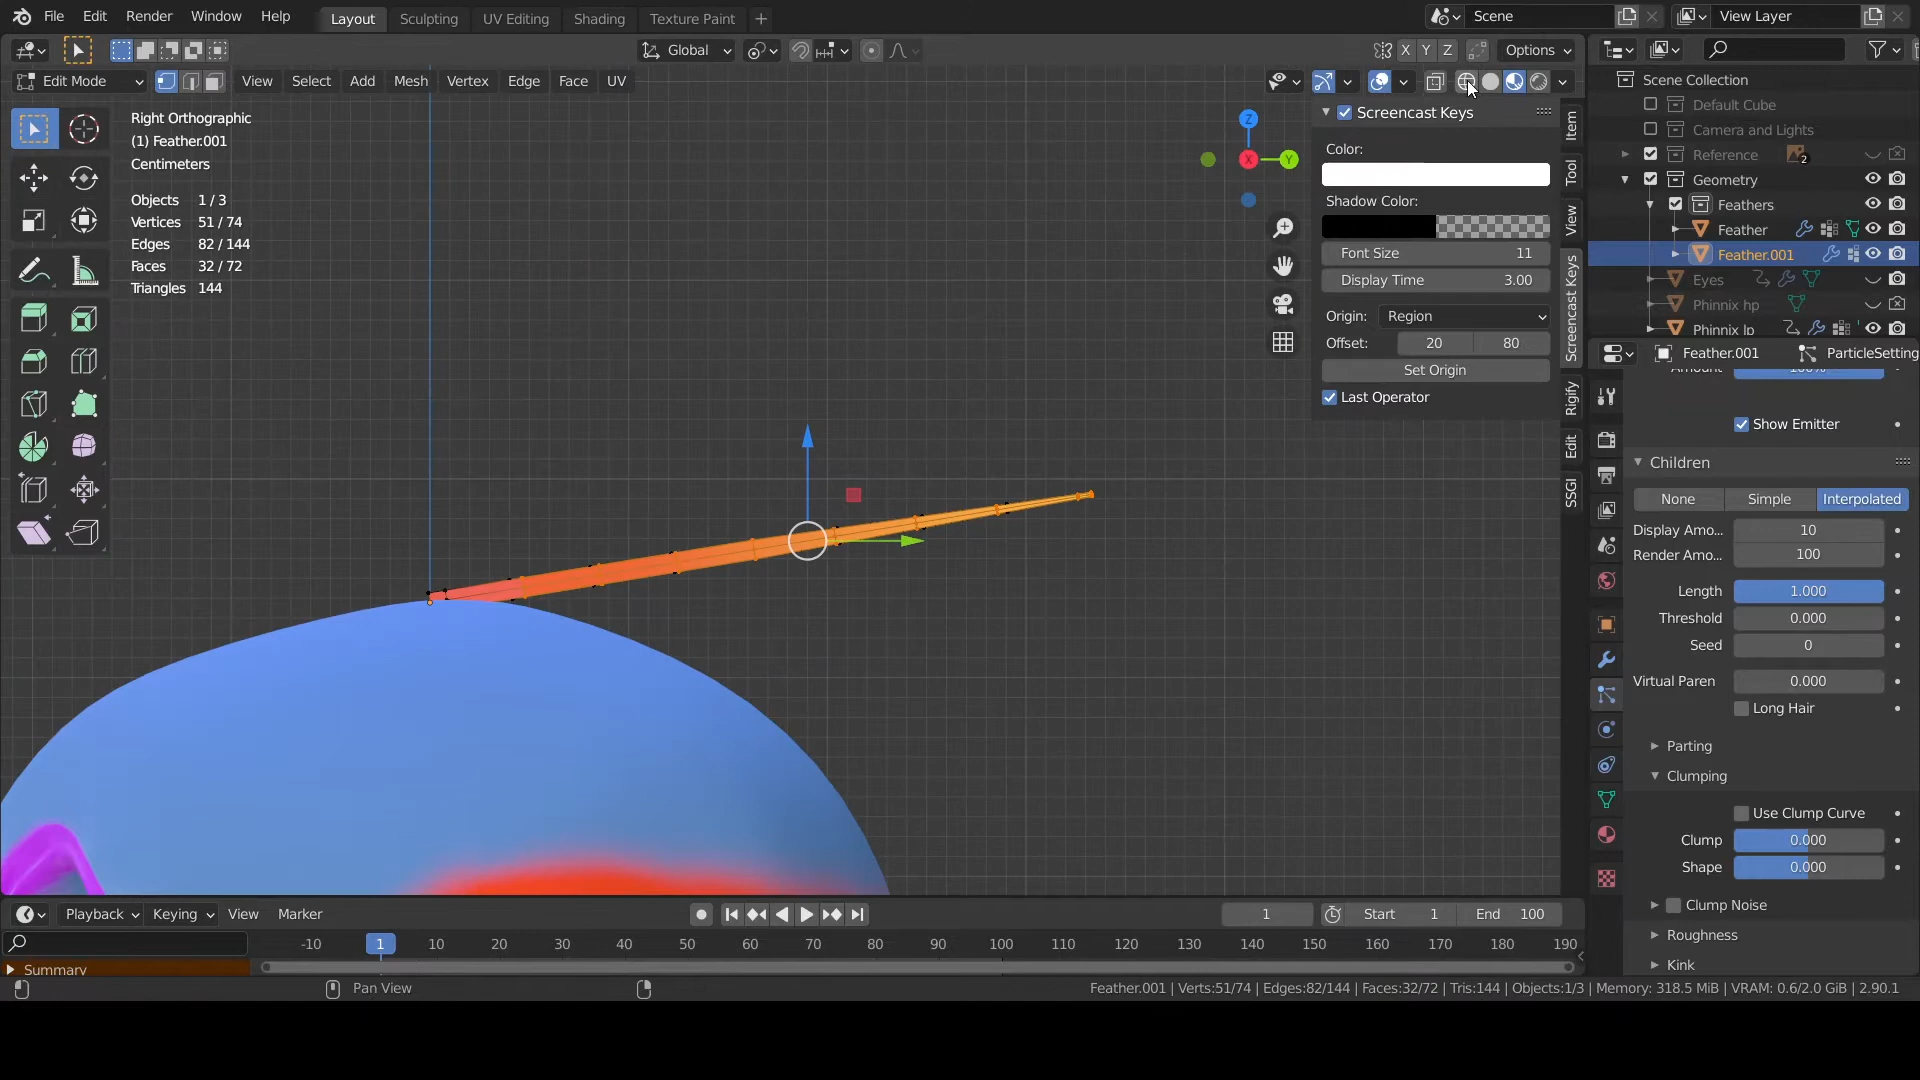 File Edit Render Window Help Layout Sculpting UV Editing Shading Texture Paint + Scene View Layer
Global X Y Z Options
Edit Mode View Select Add Mesh Vertex Edge Face UV
Right Orthographic
(1) Feather.001
Centimeters
Objects 1 / 3
Vertices 51 / 74
Edges 82 / 144
Faces 32 / 72
Triangles 144
Z
X
Y
Screencast Keys
Color:
Shadow Color:
Font Size 11
Display Time 3.00
Origin: Region
Offset: 20 80
Set Origin
Last Operator
Item
Tool
View
Screencast Keys
Rigify
Edit
SSGI
Scene Collection
Default Cube
Camera and Lights
Reference 2
Geometry
Feathers
Feather
Feather.001
Eyes
Phinnix hp
Phinnix lp
Feather.001 ParticleSetting
Amount 100%
Show Emitter
Children
None Simple Interpolated
Display Amo... 10
Render Amo... 100
Length 1.000
Threshold 0.000
Seed 0
Virtual Paren 0.000
Long Hair
Parting
Clumping
Use Clump Curve
Clump 0.000
Shape 0.000
Clump Noise
Roughness
Kink
Playback Keying View Marker 1 Start 1 End 100
-10 1 10 20 30 40 50 60 70 80 90 100 110 120 130 140 150 160 170 180 190
Summary
Pan View Feather.001 | Verts:51/74 | Edges:82/144 | Faces:32/72 | Tris:144 | Objects:1/3 | Memory: 318.5 MiB | VRAM: 0.6/2.0 GiB | 2.90.1